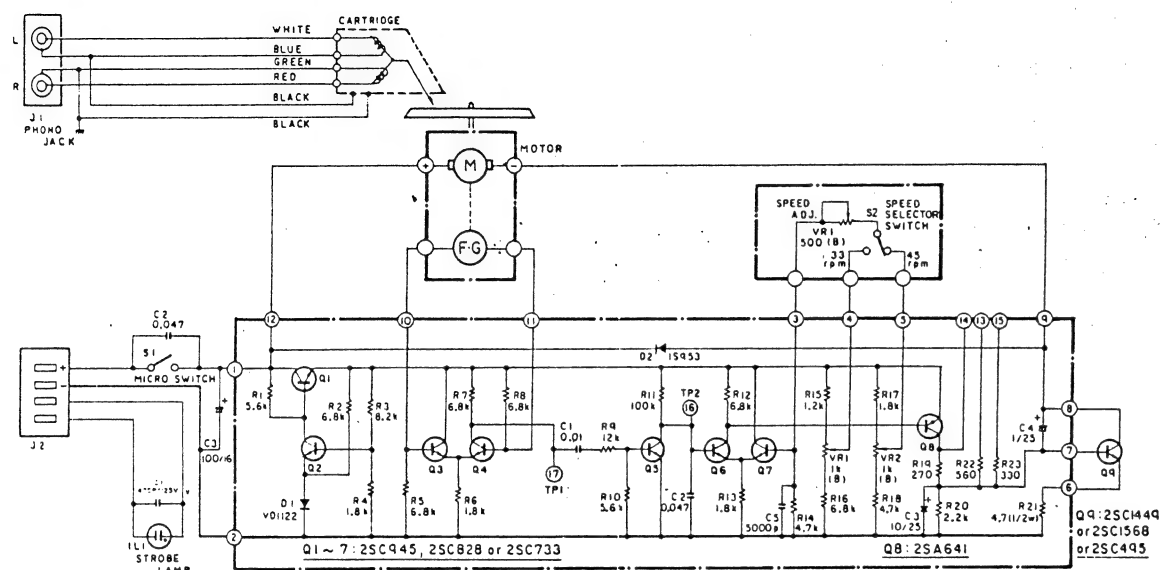 L
R
J.1
PHONO
JACK
WHITE
BLUE
GREEN
RED
BLACK
BLACK
CARTRIDGE
MOTOR
+
M
−
F·G
SPEED
ADJ.
VR1
500 (B)
S2
SPEED
SELECTOR
SWITCH
33
rpm
45
rpm
C2
0.047
S1
MICRO SWITCH
+
−
J2
C3
100/16
IL1
STROBE
LAMP
12
10
11
3
4
5
14
13
15
9
1
2
D2
1S953
Q1
R1
5.6k
R2
6.8k
R3
8.2k
Q2
D1
VD1122
R4
1.8k
R5
6.8k
R7
6.8k
R8
6.8k
Q3
Q4
R6
1.8k
C1
0.01
R9
12k
17
TP1
R11
100k
TP2
16
R10
5.6k
Q5
C2
0.047
R12
6.8k
Q6
Q7
R13
1.8k
C5
5000p
R14
4.7k
R15
1.2k
VR1
1k
(B)
R16
6.8k
R17
1.8k
VR2
1k
(B)
R18
4.7k
Q8
R19
270
R22
560
R23
330
C3
10/25
R20
2.2k
C4
1/25
8
7
6
Q9
R21
4.7(1/2w)
Q1~7:2SC945, 2SC828 or 2SC733
Q8:2SA641
Q9:2SC1449
or 2SC1568
or 2SC495